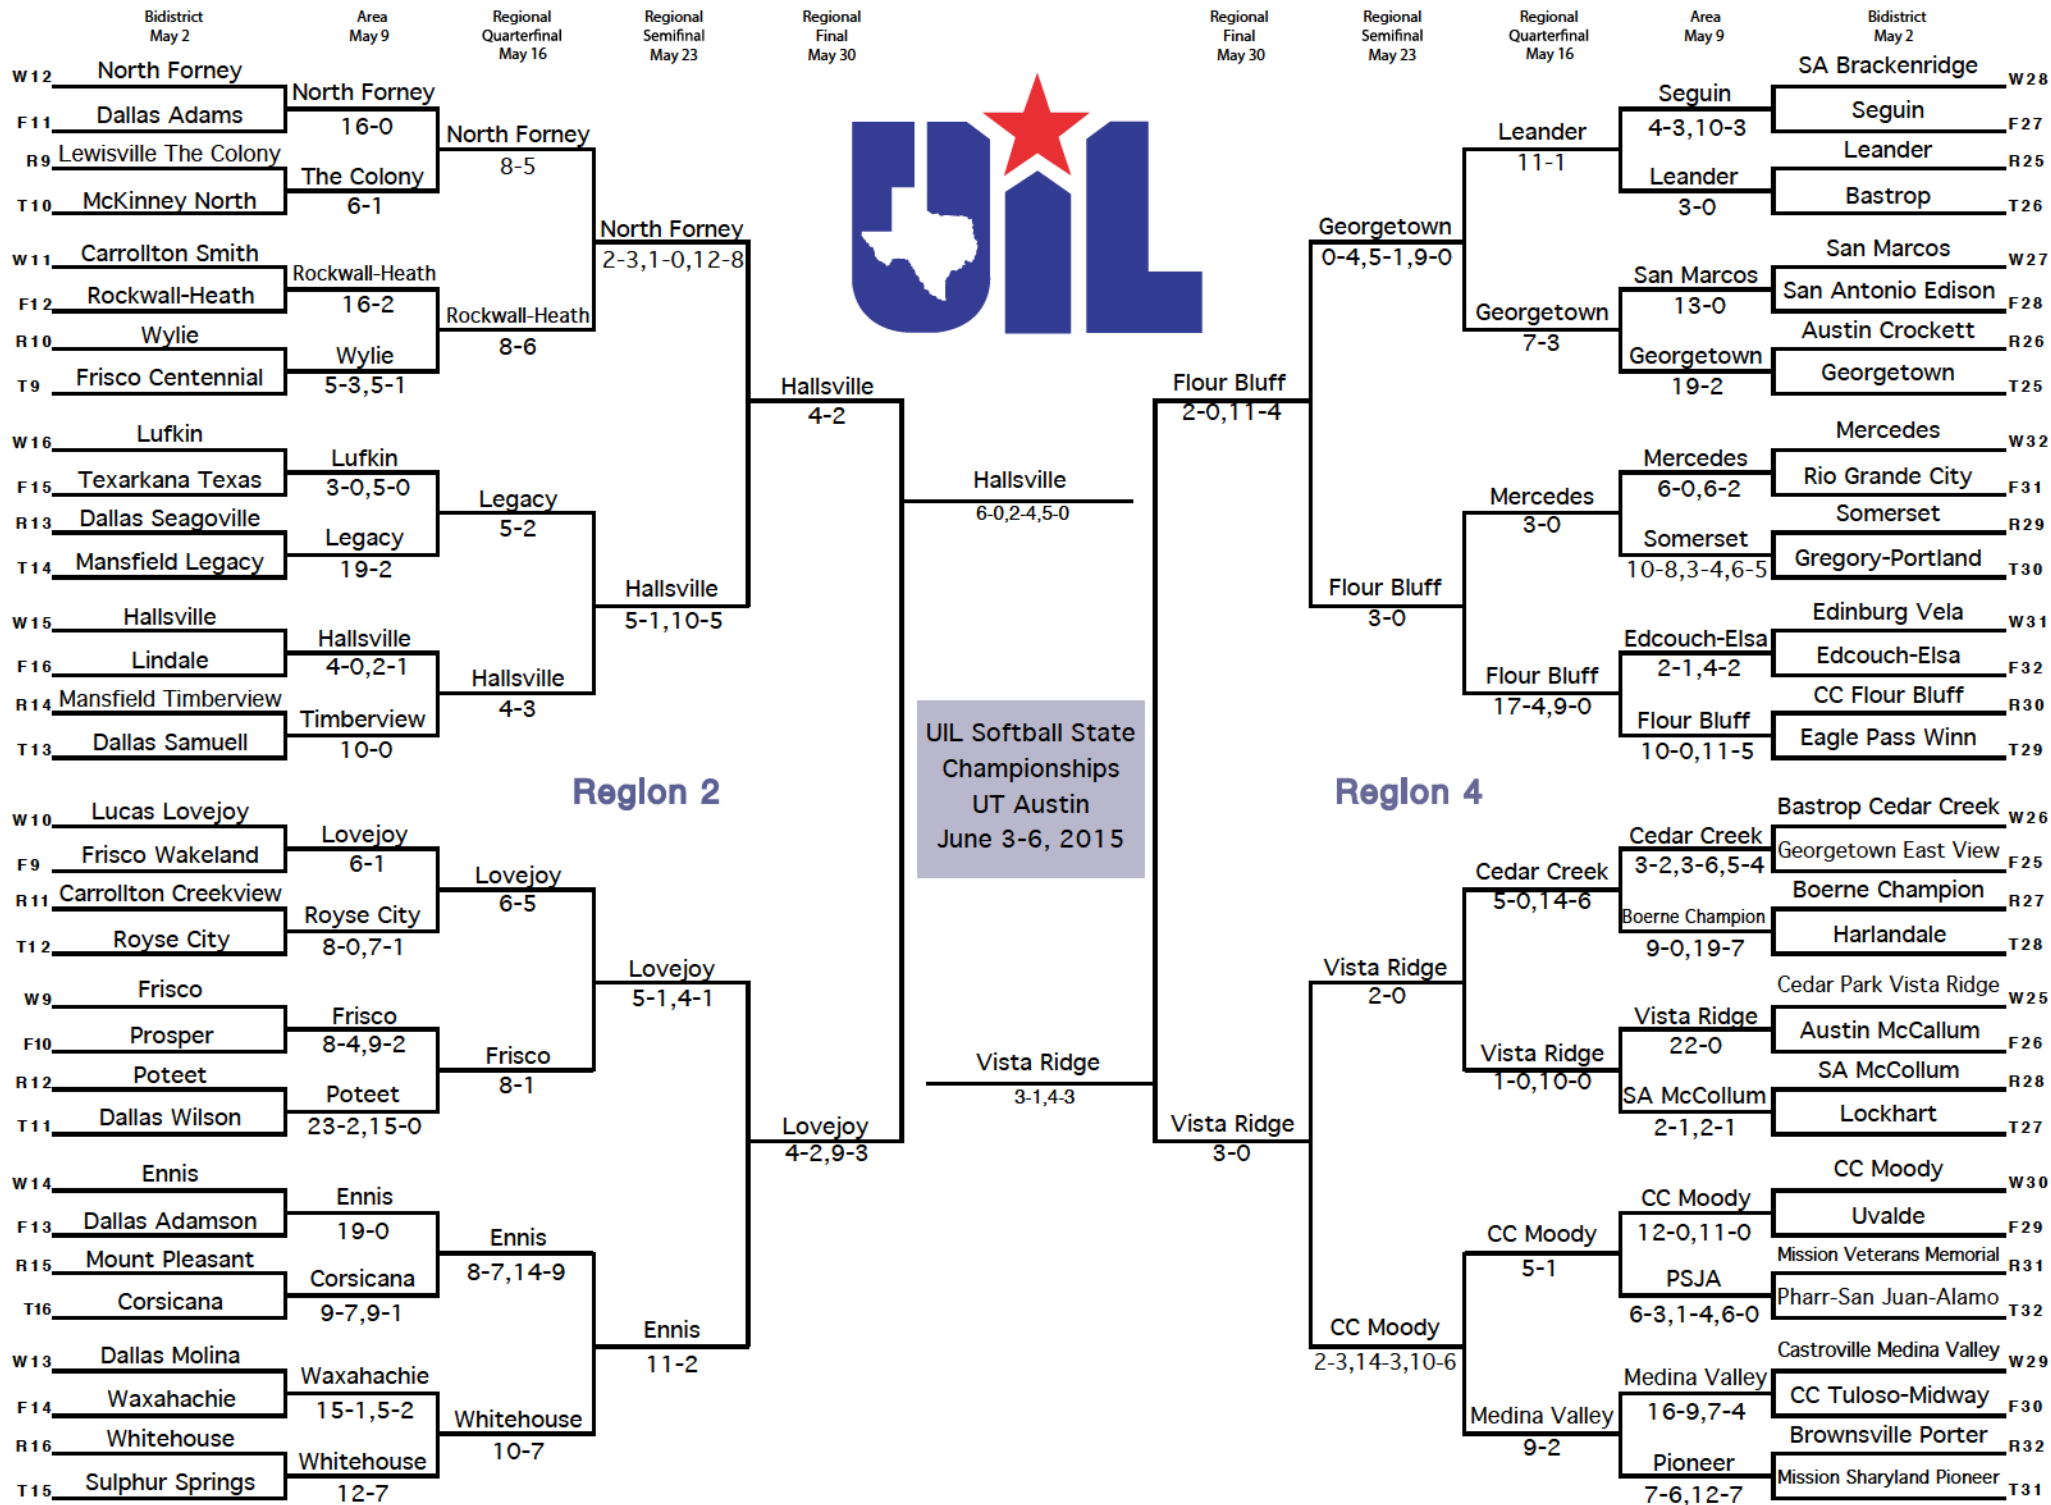 Bidistrict
May 2
Area
May 9
Regional
Quarterfinal
May 16
Regional
Semifinal
May 23
Regional
Final
May 30
Regional
Final
May 30
Regional
Semifinal
May 23
Regional
Quarterfinal
May 16
Area
May 9
Bidistrict
May 2
W12 North Forney
F11 Dallas Adams
R9 Lewisville The Colony
T10 McKinney North
W11 Carrollton Smith
F12 Rockwall-Heath
R10 Wylie
T9 Frisco Centennial
W16 Lufkin
F15 Texarkana Texas
R13 Dallas Seagoville
T14 Mansfield Legacy
W15 Hallsville
F16 Lindale
R14 Mansfield Timberview
T13 Dallas Samuell
W10 Lucas Lovejoy
F9 Frisco Wakeland
R11 Carrollton Creekview
T12 Royse City
W9 Frisco
F10 Prosper
R12 Poteet
T11 Dallas Wilson
W14 Ennis
F13 Dallas Adamson
R15 Mount Pleasant
T16 Corsicana
W13 Dallas Molina
F14 Waxahachie
R16 Whitehouse
T15 Sulphur Springs
North Forney
16-0
The Colony
6-1
Rockwall-Heath
16-2
Wylie
5-3,5-1
Lufkin
3-0,5-0
Legacy
19-2
Hallsville
4-0,2-1
Timberview
10-0
Lovejoy
6-1
Royse City
8-0,7-1
Frisco
8-4,9-2
Poteet
23-2,15-0
Ennis
19-0
Corsicana
9-7,9-1
Waxahachie
15-1,5-2
Whitehouse
12-7
North Forney
8-5
Rockwall-Heath
8-6
Legacy
5-2
Hallsville
4-3
Lovejoy
6-5
Frisco
8-1
Ennis
8-7,14-9
Whitehouse
10-7
North Forney
2-3,1-0,12-8
Hallsville
5-1,10-5
Region 2
Lovejoy
5-1,4-1
Ennis
11-2
Hallsville
4-2
Lovejoy
4-2,9-3
UIL
Hallsville
6-0,2-4,5-0
UIL Softball State
Championships
UT Austin
June 3-6, 2015
Vista Ridge
3-1,4-3
Flour Bluff
2-0,11-4
Vista Ridge
3-0
Georgetown
0-4,5-1,9-0
Flour Bluff
3-0
Region 4
Vista Ridge
2-0
CC Moody
2-3,14-3,10-6
Leander
11-1
Georgetown
7-3
Mercedes
3-0
Flour Bluff
17-4,9-0
Cedar Creek
5-0,14-6
Vista Ridge
1-0,10-0
CC Moody
5-1
Medina Valley
9-2
Seguin
4-3,10-3
Leander
3-0
San Marcos
13-0
Georgetown
19-2
Mercedes
6-0,6-2
Somerset
10-8,3-4,6-5
Edcouch-Elsa
2-1,4-2
Flour Bluff
10-0,11-5
Cedar Creek
3-2,3-6,5-4
Boerne Champion
9-0,19-7
Vista Ridge
22-0
SA McCollum
2-1,2-1
CC Moody
12-0,11-0
PSJA
6-3,1-4,6-0
Medina Valley
16-9,7-4
Pioneer
7-6,12-7
SA Brackenridge W28
Seguin F27
Leander R25
Bastrop T26
San Marcos W27
San Antonio Edison F28
Austin Crockett R26
Georgetown T25
Mercedes W32
Rio Grande City F31
Somerset R29
Gregory-Portland T30
Edinburg Vela W31
Edcouch-Elsa F32
CC Flour Bluff R30
Eagle Pass Winn T29
Bastrop Cedar Creek W26
Georgetown East View F25
Boerne Champion R27
Harlandale T28
Cedar Park Vista Ridge W25
Austin McCallum F26
SA McCollum R28
Lockhart T27
CC Moody W30
Uvalde F29
Mission Veterans Memorial R31
Pharr-San Juan-Alamo T32
Castroville Medina Valley W29
CC Tuloso-Midway F30
Brownsville Porter R32
Mission Sharyland Pioneer T31